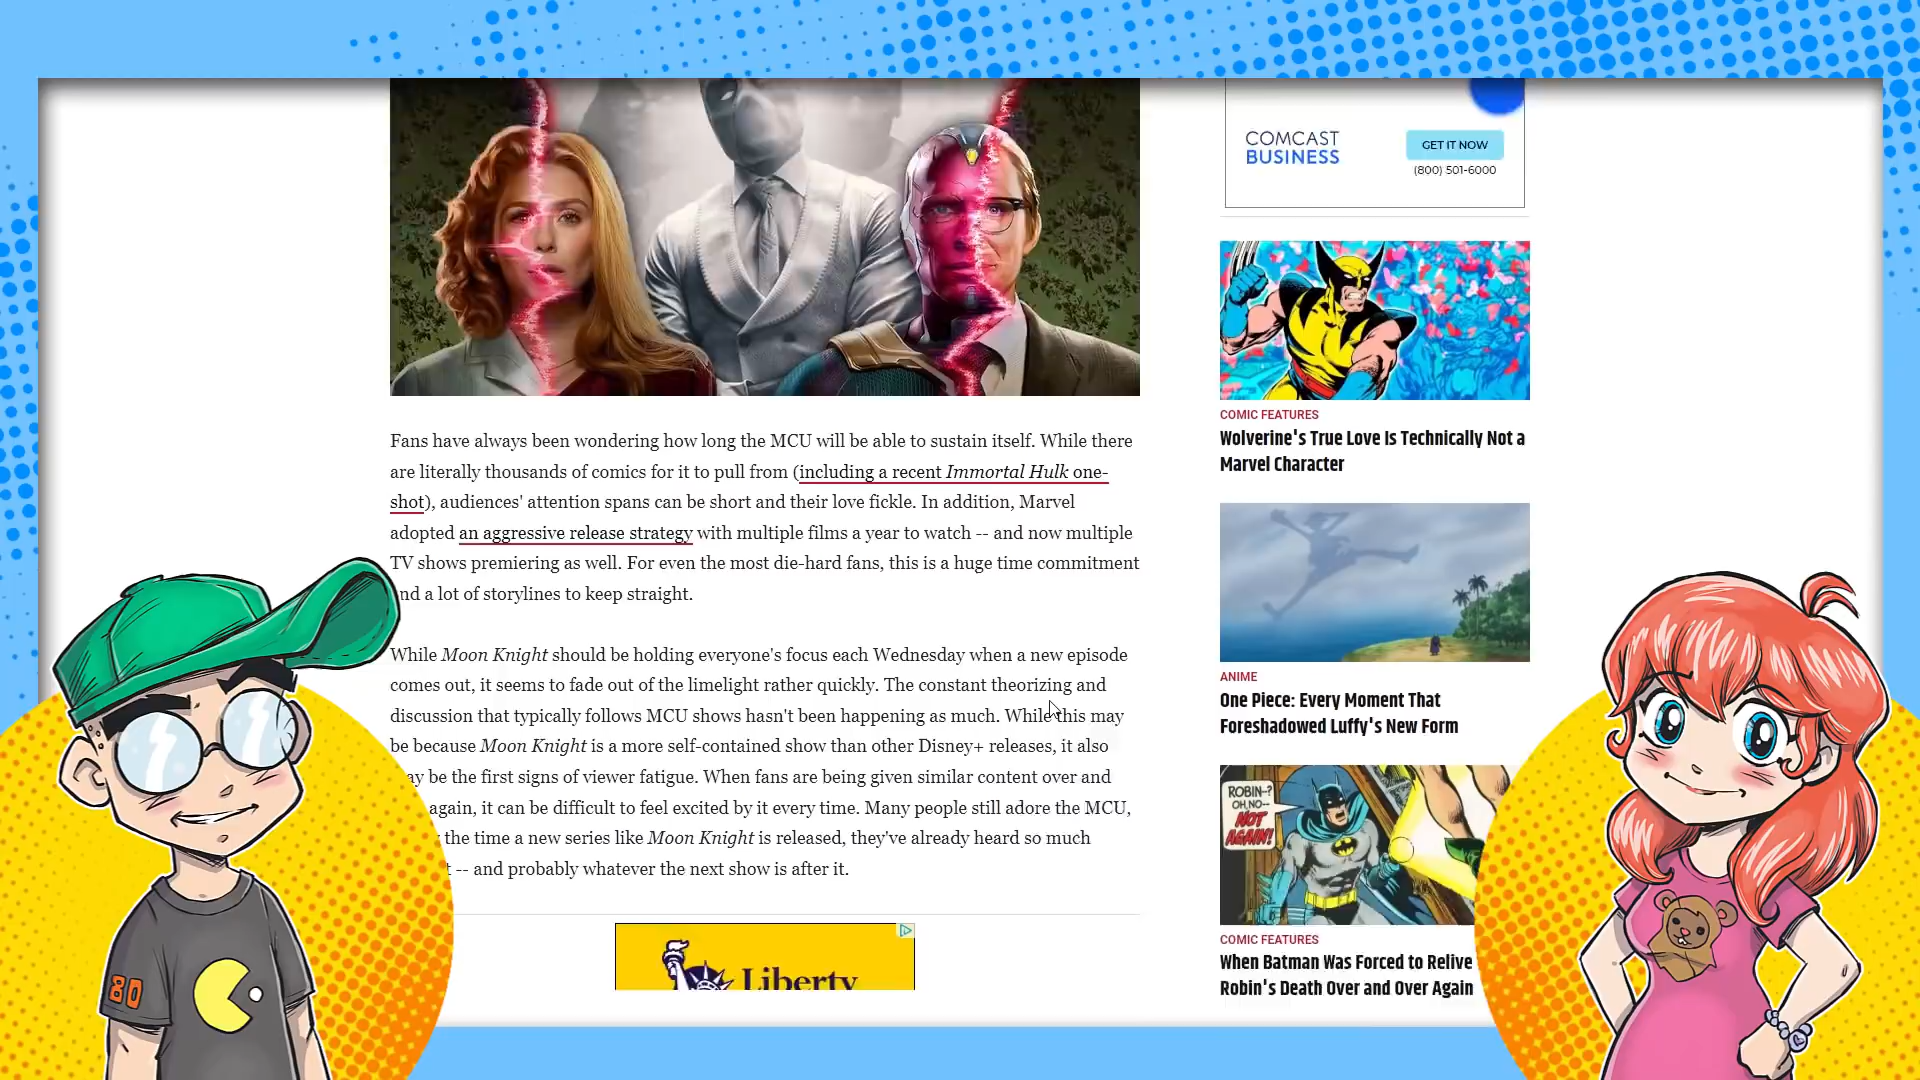 Fans have always been wondering how long the MCU will be able to sustain itself. While there
are literally thousands of comics for it to pull from (including a recent Immortal Hulk one-
shot), audiences' attention spans can be short and their love fickle. In addition, Marvel
adopted an aggressive release strategy with multiple films a year to watch -- and now multiple
TV shows premiering as well. For even the most die-hard fans, this is a huge time commitment
nd a lot of storylines to keep straight.
While Moon Knight should be holding everyone's focus each Wednesday when a new episode
comes out, it seems to fade out of the limelight rather quickly. The constant theorizing and
discussion that typically follows MCU shows hasn't been happening as much. While this may
be because Moon Knight is a more self-contained show than other Disney+ releases, it also
ay be the first signs of viewer fatigue. When fans are being given similar content over and
again, it can be difficult to feel excited by it every time. Many people still adore the MCU,
the time a new series like Moon Knight is released, they've already heard so much
-- and probably whatever the next show is after it.
Liberty
COMCAST
BUSINESS
GET IT NOW
(800) 501-6000
COMIC FEATURES
Wolverine's True Love Is Technically Not a
Marvel Character
ANIME
One Piece: Every Moment That
Foreshadowed Luffy's New Form
ROBIN--?
OH, NO--
NOT
AGAIN!
COMIC FEATURES
When Batman Was Forced to Relive
Robin's Death Over and Over Again
80